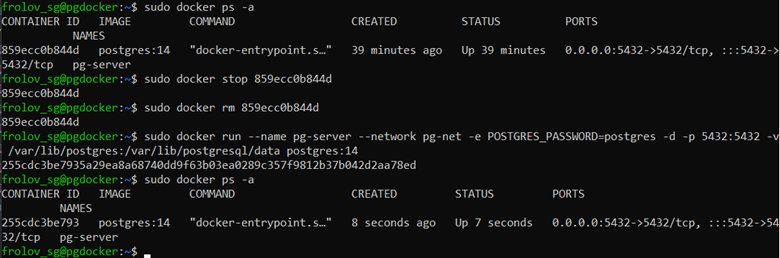 frolov_sg@pgdocker:~$ sudo docker ps -a
CONTAINER ID   IMAGE         COMMAND                  CREATED          STATUS          PORTS
          NAMES
859ecc0b844d   postgres:14   "docker-entrypoint.s…"   39 minutes ago   Up 39 minutes   0.0.0.0:5432->5432/tcp, :::5432->
5432/tcp   pg-server
frolov_sg@pgdocker:~$ sudo docker stop 859ecc0b844d
859ecc0b844d
frolov_sg@pgdocker:~$ sudo docker rm 859ecc0b844d
859ecc0b844d
frolov_sg@pgdocker:~$ sudo docker run --name pg-server --network pg-net -e POSTGRES_PASSWORD=postgres -d -p 5432:5432 -v
 /var/lib/postgres:/var/lib/postgresql/data postgres:14
255cdc3be7935a29ea8a68740dd9f63b03ea0289c357f9812b37b042d2aa78ed
frolov_sg@pgdocker:~$ sudo docker ps -a
CONTAINER ID   IMAGE         COMMAND                  CREATED         STATUS         PORTS
        NAMES
255cdc3be793   postgres:14   "docker-entrypoint.s…"   8 seconds ago   Up 7 seconds   0.0.0.0:5432->5432/tcp, :::5432->54
32/tcp   pg-server
frolov_sg@pgdocker:~$